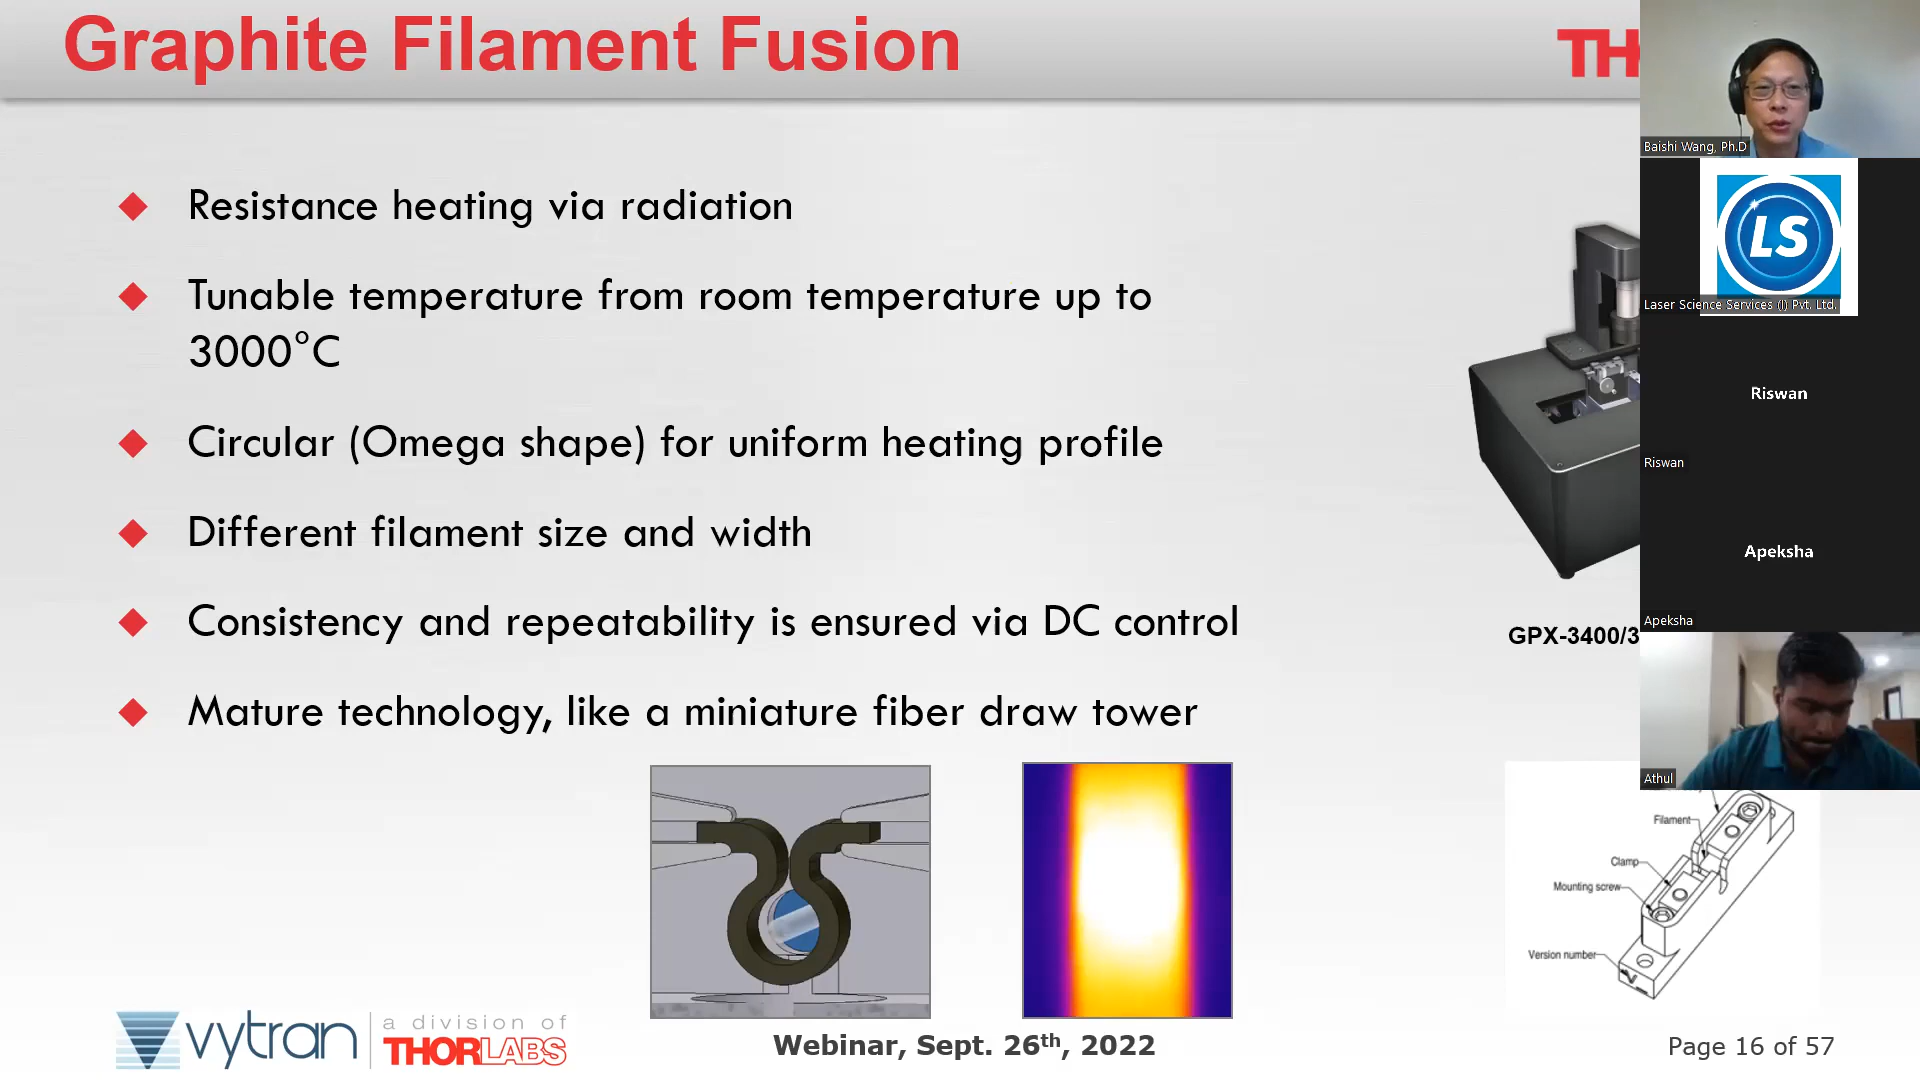 Graphite Filament Fusion
TH
Resistance heating via radiation
Tunable temperature from room temperature up to
3000°C
Circular (Omega shape) for uniform heating profile
Different filament size and width
Consistency and repeatability is ensured via DC control
Mature technology, like a miniature fiber draw tower
GPX-3400/3
Baishi Wang, Ph.D
LS
Laser Science Services (I) Pvt. Ltd.
Riswan
Riswan
Apeksha
Apeksha
Athul
Filament
Clamp
Mounting screw
Version number
V
vytran
a division of
THORLABS
Webinar, Sept. 26th, 2022
Page 16 of 57